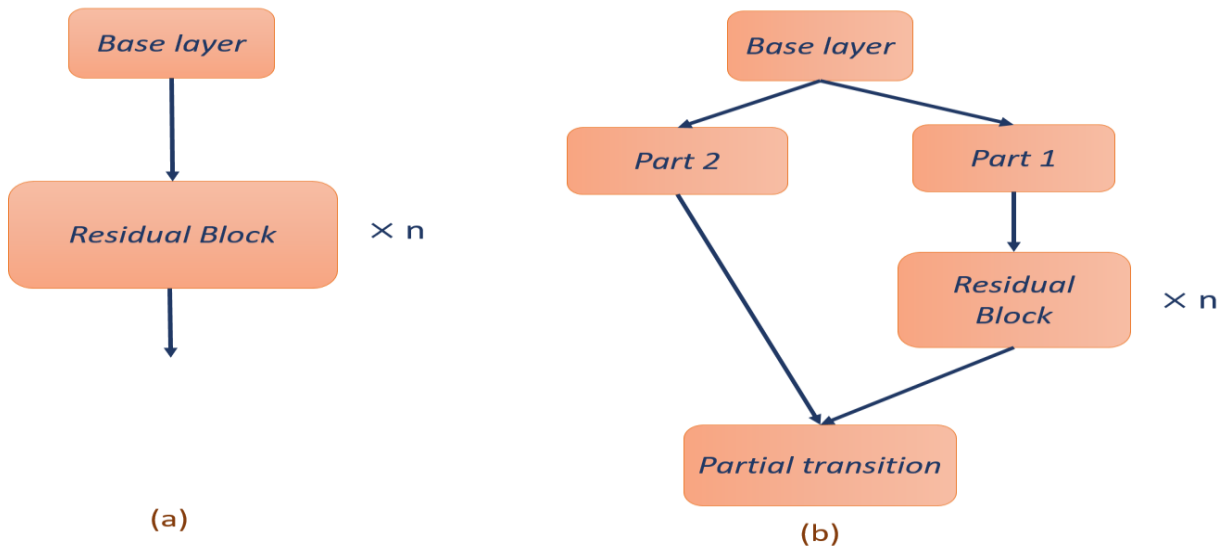 Base layer
Residual Block
× n
(a)
Base layer
Part 2
Part 1
Residual
Block
× n
Partial transition
(b)